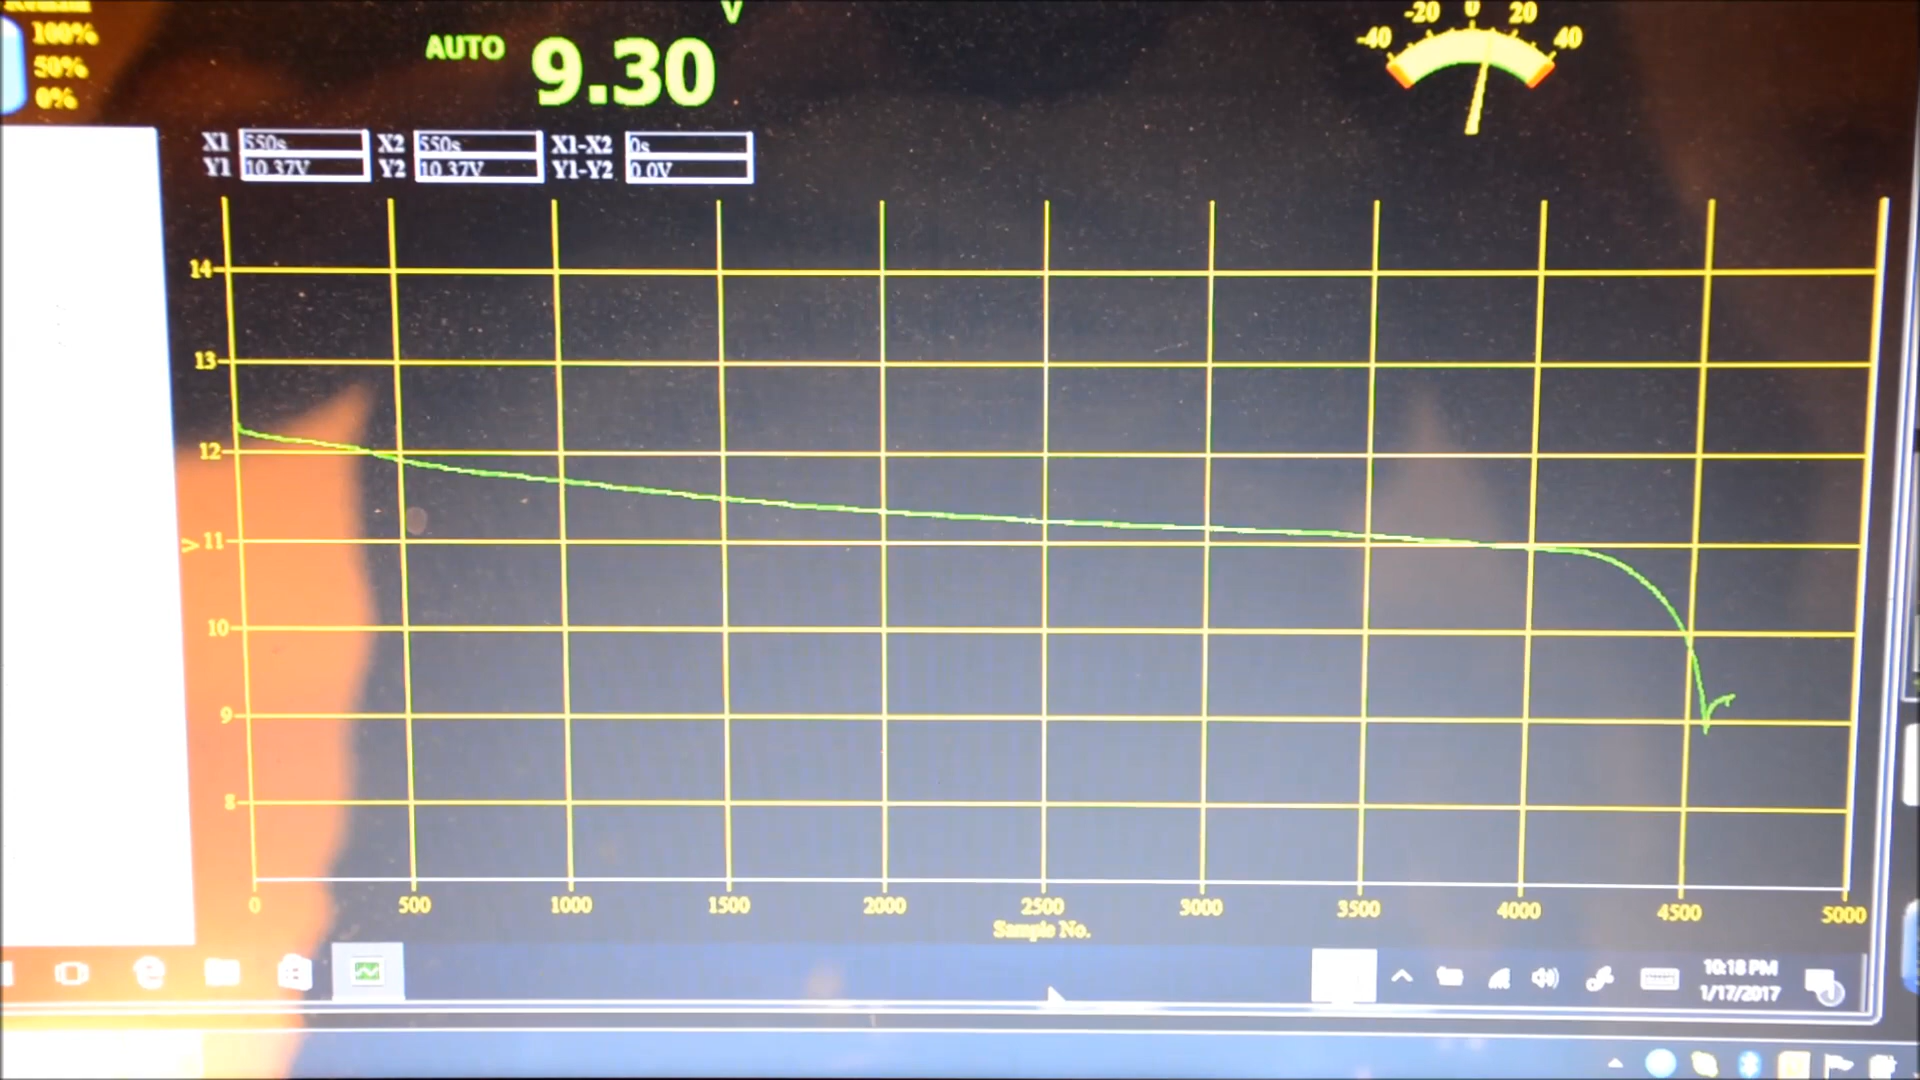 100%
50%
0%
V
AUTO 9.30
-40 -20 0 20 40
X1 550s X2 550s X1-X2 0s
Y1 10.37V Y2 10.37V Y1-Y2 0.0V
14
13
12
V 11
10
9
8
0 500 1000 1500 2000 2500 3000 3500 4000 4500 5000
Sample No.
10:18 PM
1/17/2017